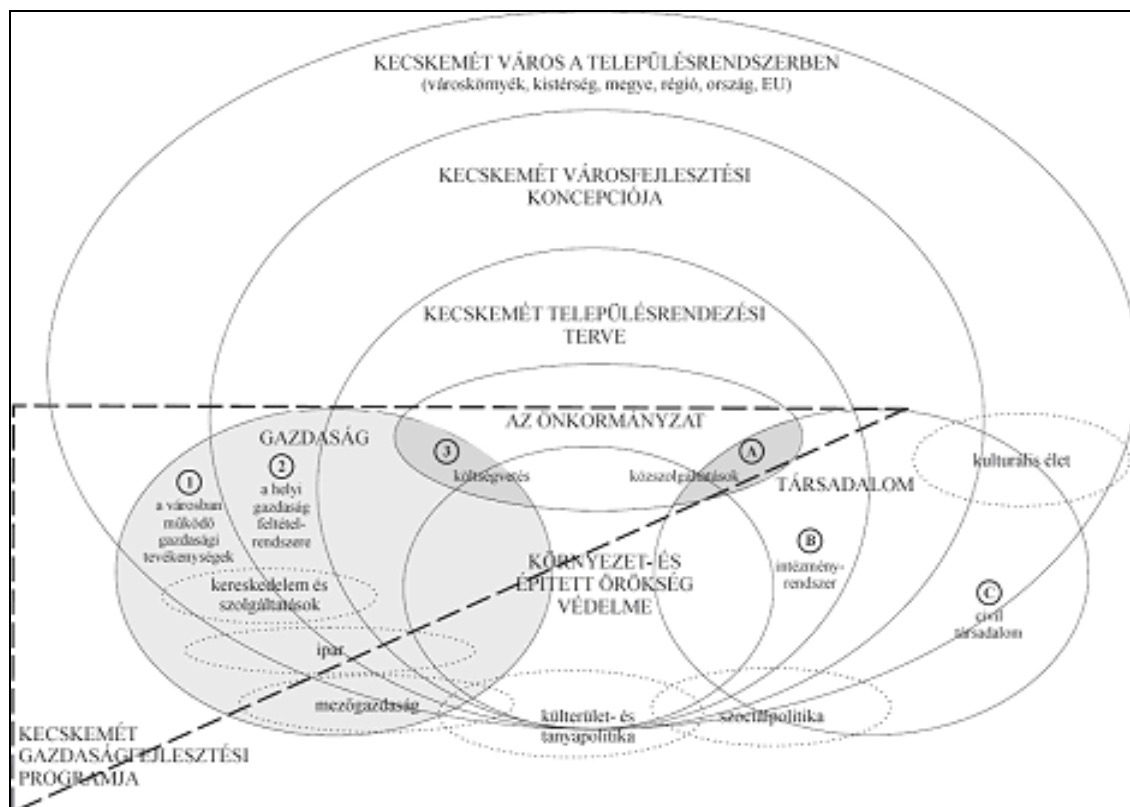 KECSKEMÉT VÁROS A TELEPÜLÉSRENDSZERBEN
(városkörnyék, kistérség, megye, régió, ország, EU)
KECSKEMÉT VÁROSFEJLESZTÉSI
KONCEPCIÓJA
KECSKEMÉT TELEPÜLÉSRENDEZÉSI
TERVE
AZ ÖNKORMÁNYZAT
GAZDASÁG
3
költségvetés
A
közszolgáltatások
kulturális élet
TÁRSADALOM
1
a városban
működő
gazdasági
tevékenységek
2
a helyi
gazdaság
feltétel-
rendszere
B
intézmény-
rendszer
KÖRNYEZET- ÉS
ÉPÍTETT ÖRÖKSÉG
VÉDELME
kereskedelem és
szolgáltatások
C
civil
társadalom
ipar
mezőgazdaság
külterület- és
tanyapolitika
szociálpolitika
KECSKEMÉT
GAZDASÁGFEJLESZTÉSI
PROGRAMJA